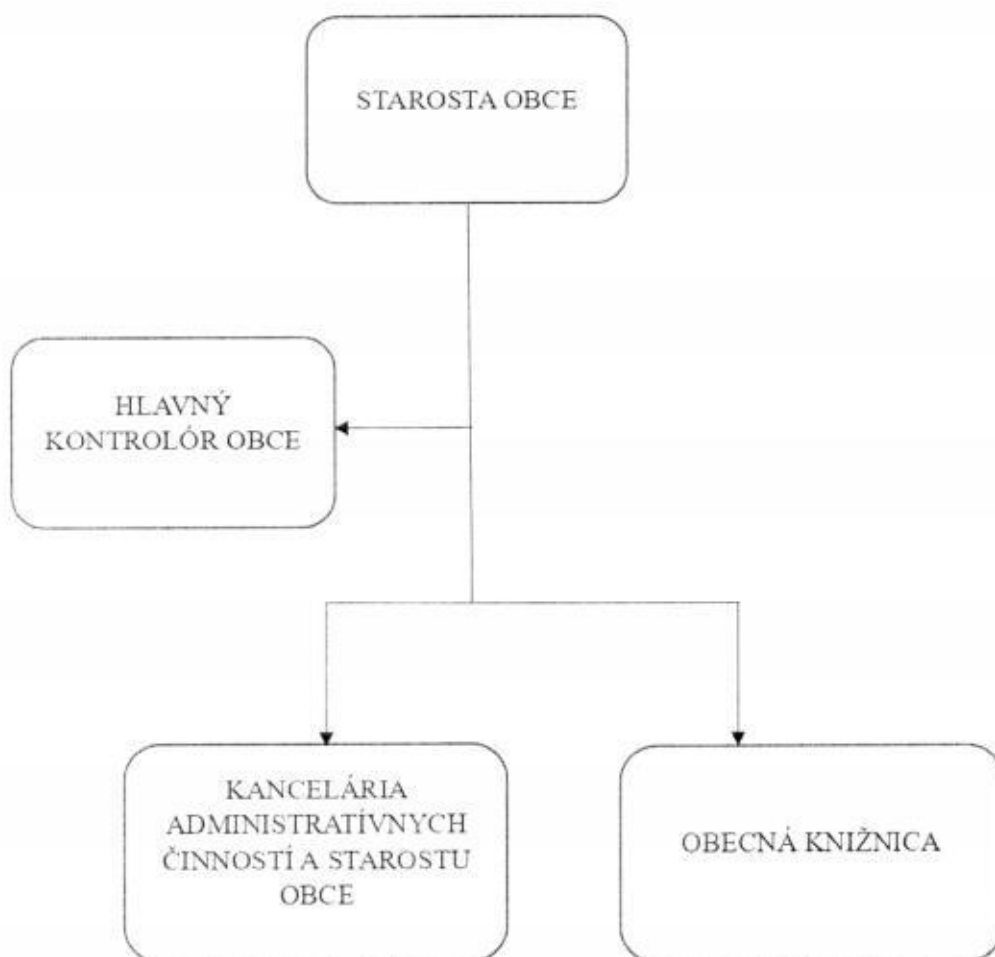 STAROSTA OBCE
HLAVNÝ
KONTROLÓR OBCE
KANCELÁRIA
ADMINISTRATÍVNYCH
ČINNOSTÍ A STAROSTU
OBCE
OBECNÁ KNIŽNICA